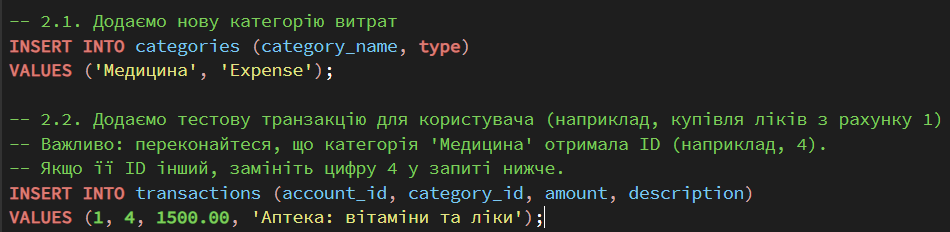 -- 2.1. Додаємо нову категорію витрат
INSERT INTO categories (category_name, type)
VALUES ('Медицина', 'Expense');
-- 2.2. Додаємо тестову транзакцію для користувача (наприклад, купівля ліків з рахунку 1)
-- Важливо: переконайтеся, що категорія 'Медицина' отримала ID (наприклад, 4).
-- Якщо її ID інший, замініть цифру 4 у запиті нижче.
INSERT INTO transactions (account_id, category_id, amount, description)
VALUES (1, 4, 1500.00, 'Аптека: вітаміни та ліки');